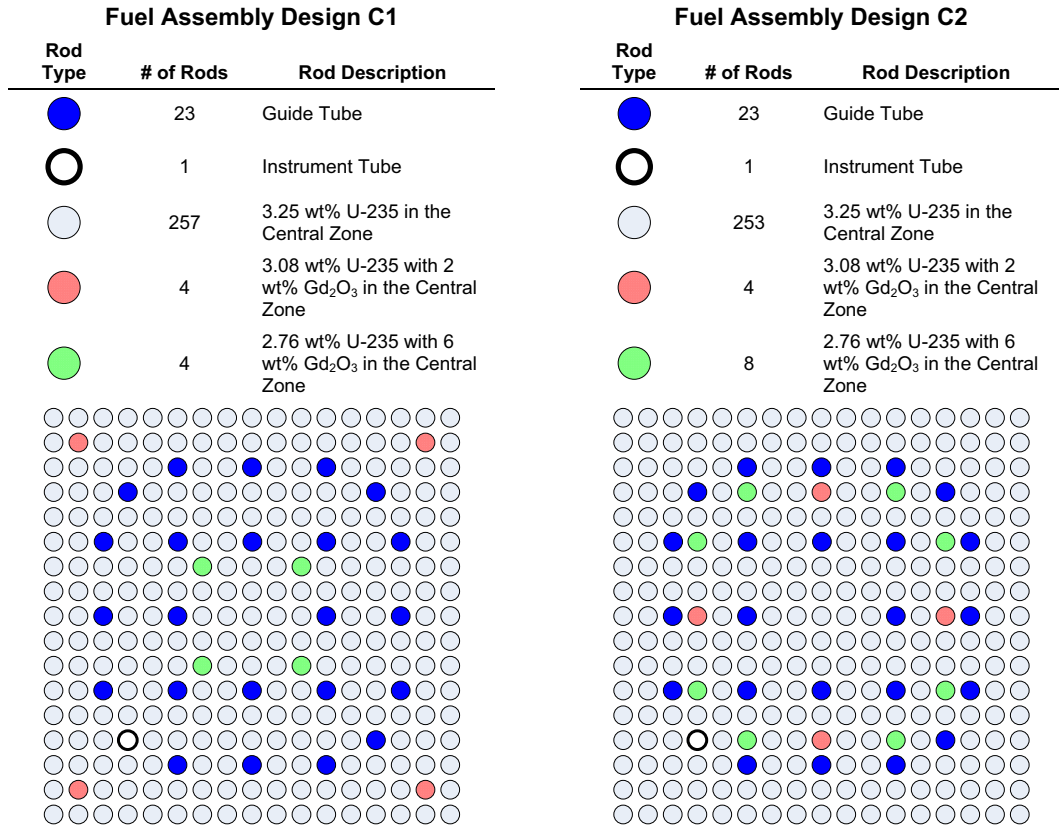 Fuel Assembly Design C1
Rod
Type
# of Rods
Rod Description
23
Guide Tube
1
Instrument Tube
257
3.25 wt% U-235 in the
Central Zone
4
3.08 wt% U-235 with 2
wt% Gd₂O₃ in the Central
Zone
4
2.76 wt% U-235 with 6
wt% Gd₂O₃ in the Central
Zone
Fuel Assembly Design C2
Rod
Type
# of Rods
Rod Description
23
Guide Tube
1
Instrument Tube
253
3.25 wt% U-235 in the
Central Zone
4
3.08 wt% U-235 with 2
wt% Gd₂O₃ in the Central
Zone
8
2.76 wt% U-235 with 6
wt% Gd₂O₃ in the Central
Zone